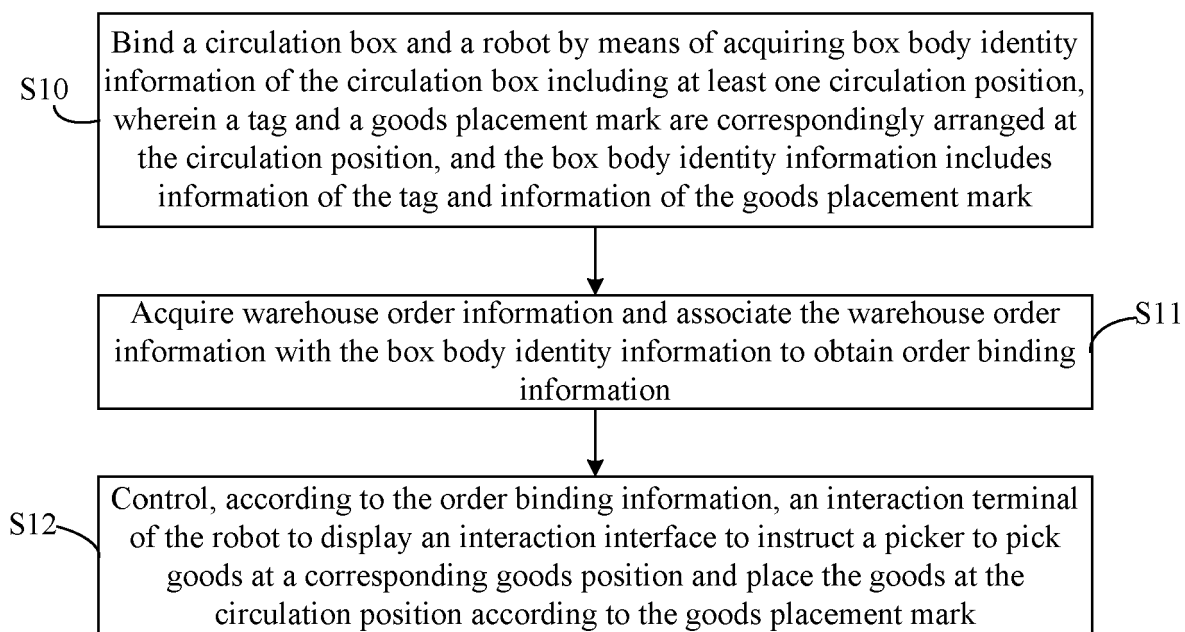 Bind a circulation box and a robot by means of acquiring box body identity
S10
information of the circulation box including at least one circulation position,
wherein a tag and a goods placement mark are correspondingly arranged at
the circulation position, and the box body identity information includes
information of the tag and information of the goods placement mark
Acquire warehouse order information and associate the warehouse order
S11
information with the box body identity information to obtain order binding
information
Control, according to the order binding information, an interaction terminal
S12
of the robot to display an interaction interface to instruct a picker to pick
goods at a corresponding goods position and place the goods at the
circulation position according to the goods placement mark